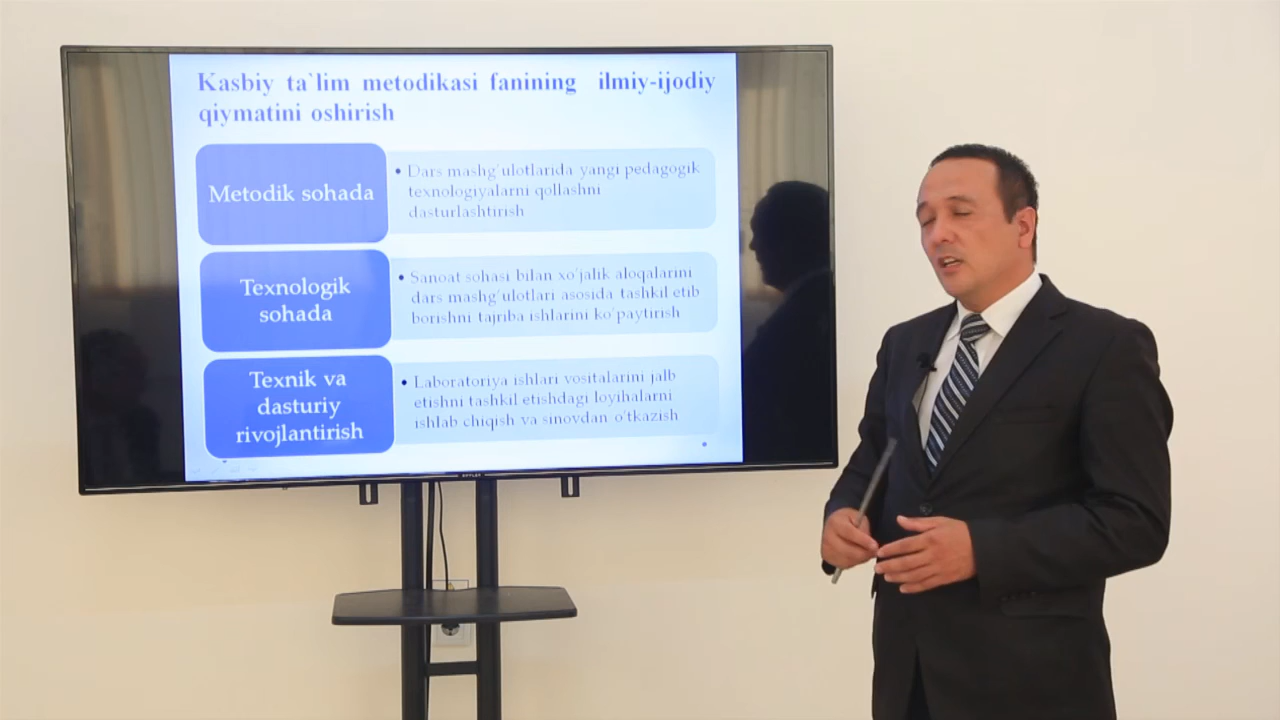 Kasbiy ta`lim metodikasi fanining ilmiy-ijodiy
qiymatini oshirish
Metodik sohada
• Dars mashg'ulotlarida yangi pedagogik
texnologiyalarni qollashni
dasturlashtirish
Texnologik
sohada
• Sanoat sohasi bilan xo'jalik aloqalarini
dars mashg'ulotlari asosida tashkil etib
borishni tajriba ishlarini ko'paytirish
Texnik va
dasturiy
rivojlantirish
• Laboratoriya ishlari vositalarini jalb
etishni tashkil etishdagi loyihalarni
ishlab chiqish va sinovdan o'tkazish